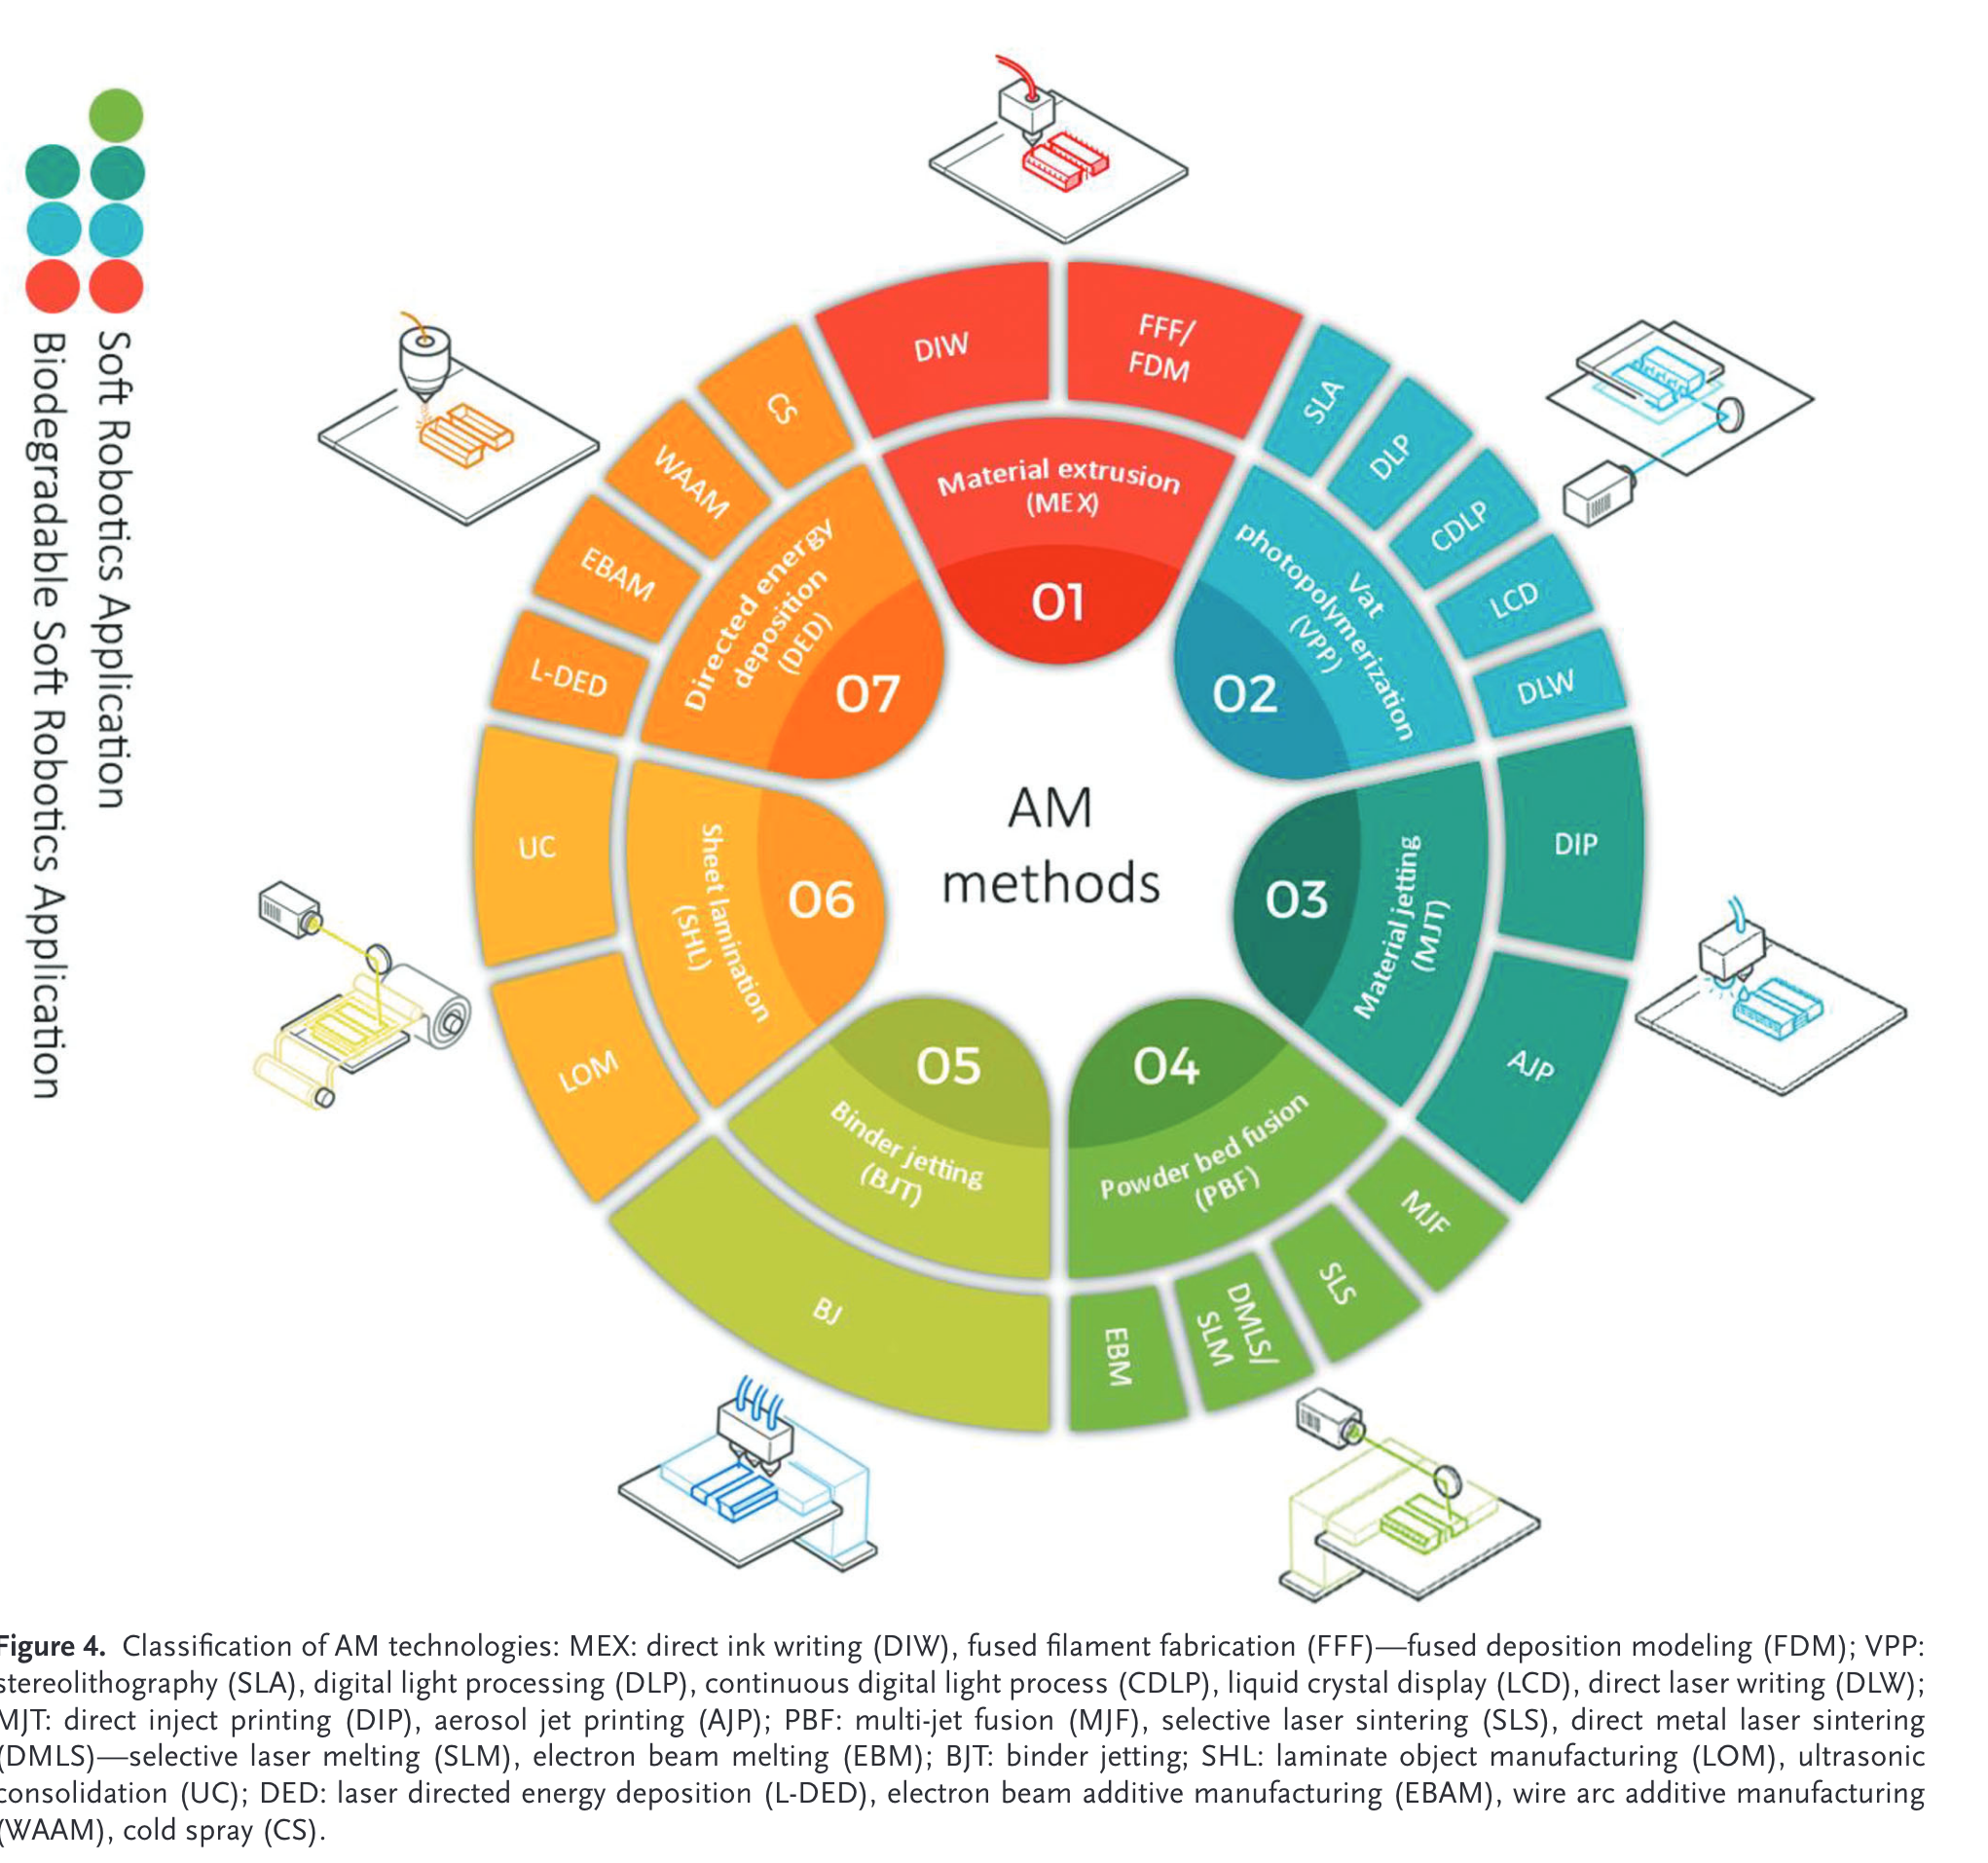 Soft Robotics Application
Biodegradable Soft Robotics Application
DIW
FFF/
FDM
SLA
DLP
CDLP
LCD
DLW
DIP
AJP
MJF
SLS
DMLS/
SLM
EBM
BJ
LOM
UC
L-DED
EBAM
WAAM
CS
Material extrusion
(MEX)
01
Vat
photopolymerization
(VPP)
02
Material jetting
(MJT)
03
Powder bed fusion
(PBF)
04
Binder jetting
(BJT)
05
Sheet lamination
(SHL)
06
Directed energy
deposition
(DED)
07
AM
methods
Figure 4. Classification of AM technologies: MEX: direct ink writing (DIW), fused filament fabrication (FFF)—fused deposition modeling (FDM); VPP:
stereolithography (SLA), digital light processing (DLP), continuous digital light process (CDLP), liquid crystal display (LCD), direct laser writing (DLW);
MJT: direct inject printing (DIP), aerosol jet printing (AJP); PBF: multi-jet fusion (MJF), selective laser sintering (SLS), direct metal laser sintering
(DMLS)—selective laser melting (SLM), electron beam melting (EBM); BJT: binder jetting; SHL: laminate object manufacturing (LOM), ultrasonic
consolidation (UC); DED: laser directed energy deposition (L-DED), electron beam additive manufacturing (EBAM), wire arc additive manufacturing
(WAAM), cold spray (CS).